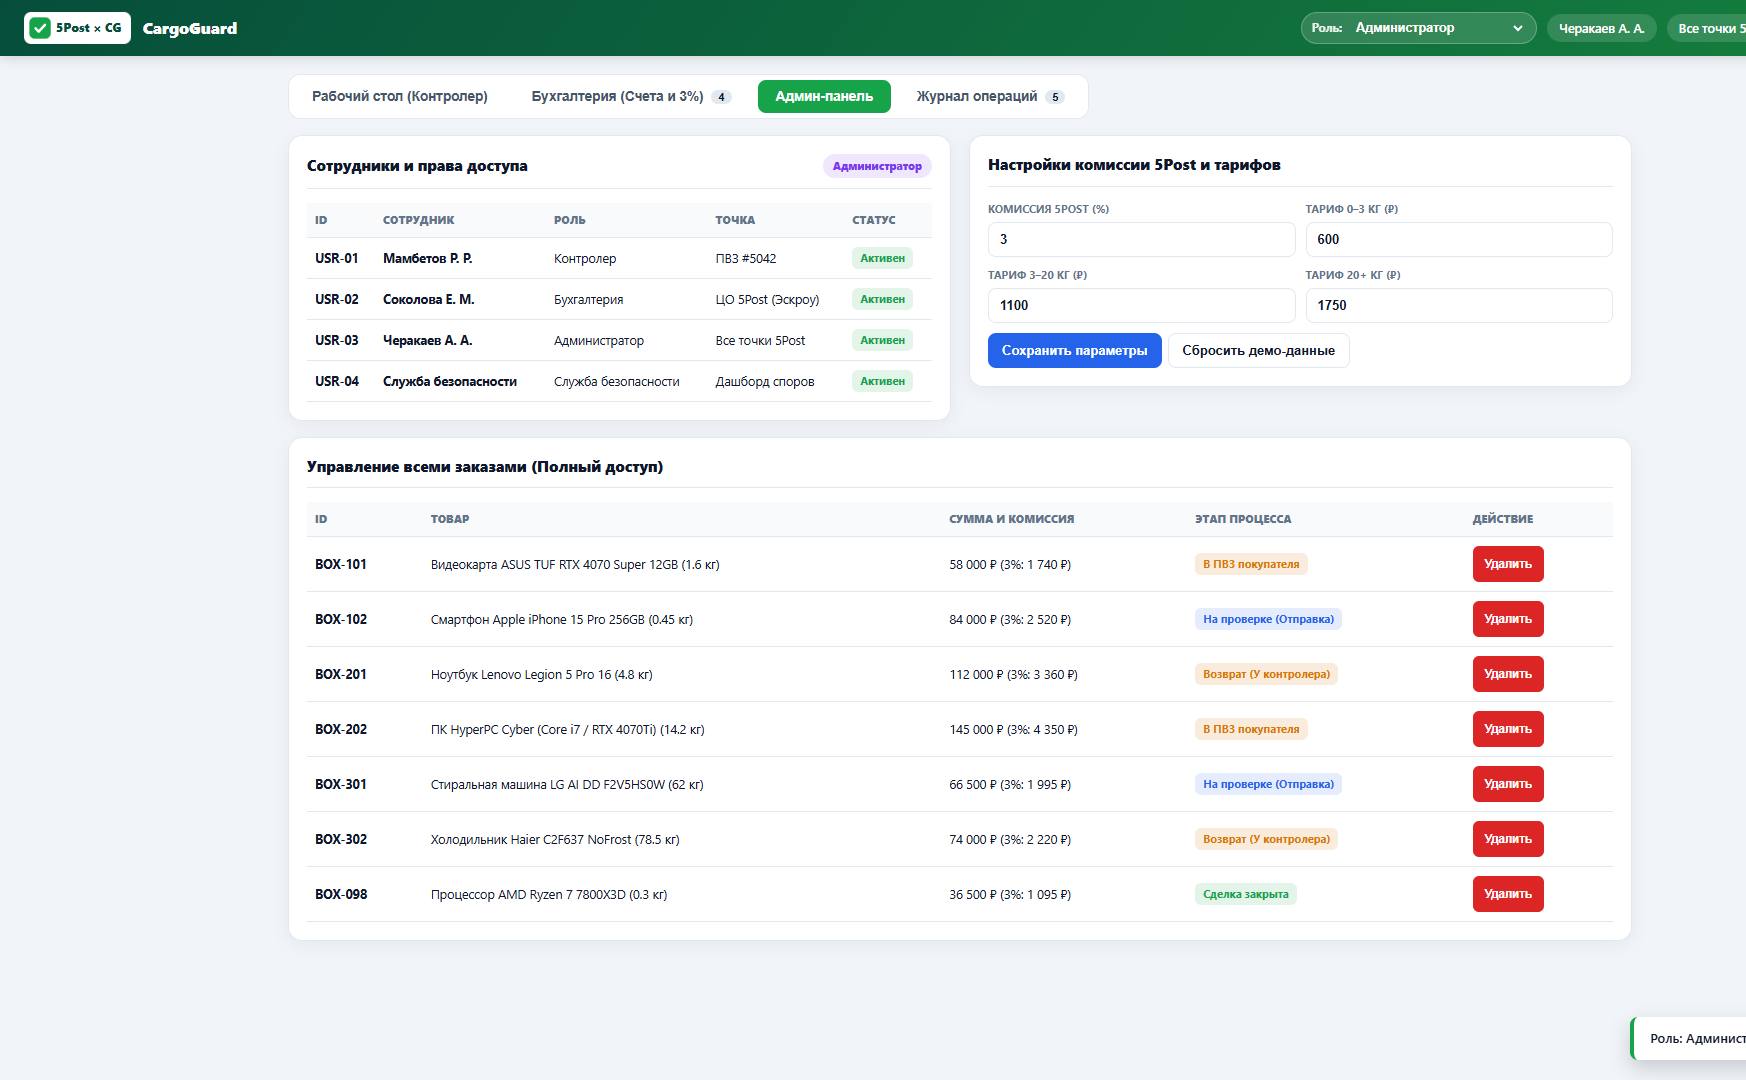 5Post × CG CargoGuard Роль: Администратор Черакаев А. А. Все точки 5
Рабочий стол (Контролер) Бухгалтерия (Счета и 3%) 4 Админ-панель Журнал операций 5
Сотрудники и права доступа Администратор
ID СОТРУДНИК РОЛЬ ТОЧКА СТАТУС
USR-01 Мамбетов Р. Р. Контролер ПВЗ #5042 Активен
USR-02 Соколова Е. М. Бухгалтерия ЦО 5Post (Эскроу) Активен
USR-03 Черакаев А. А. Администратор Все точки 5Post Активен
USR-04 Служба безопасности Служба безопасности Дашборд споров Активен
Настройки комиссии 5Post и тарифов
КОМИССИЯ 5POST (%) ТАРИФ 0–3 КГ (₽)
3 600
ТАРИФ 3–20 КГ (₽) ТАРИФ 20+ КГ (₽)
1100 1750
Сохранить параметры Сбросить демо-данные
Управление всеми заказами (Полный доступ)
ID ТОВАР СУММА И КОМИССИЯ ЭТАП ПРОЦЕССА ДЕЙСТВИЕ
BOX-101 Видеокарта ASUS TUF RTX 4070 Super 12GB (1.6 кг) 58 000 ₽ (3%: 1 740 ₽) В ПВЗ покупателя Удалить
BOX-102 Смартфон Apple iPhone 15 Pro 256GB (0.45 кг) 84 000 ₽ (3%: 2 520 ₽) На проверке (Отправка) Удалить
BOX-201 Ноутбук Lenovo Legion 5 Pro 16 (4.8 кг) 112 000 ₽ (3%: 3 360 ₽) Возврат (У контролера) Удалить
BOX-202 ПК HyperPC Cyber (Core i7 / RTX 4070Ti) (14.2 кг) 145 000 ₽ (3%: 4 350 ₽) В ПВЗ покупателя Удалить
BOX-301 Стиральная машина LG AI DD F2V5HS0W (62 кг) 66 500 ₽ (3%: 1 995 ₽) На проверке (Отправка) Удалить
BOX-302 Холодильник Haier C2F637 NoFrost (78.5 кг) 74 000 ₽ (3%: 2 220 ₽) Возврат (У контролера) Удалить
BOX-098 Процессор AMD Ryzen 7 7800X3D (0.3 кг) 36 500 ₽ (3%: 1 095 ₽) Сделка закрыта Удалить
Роль: Админист